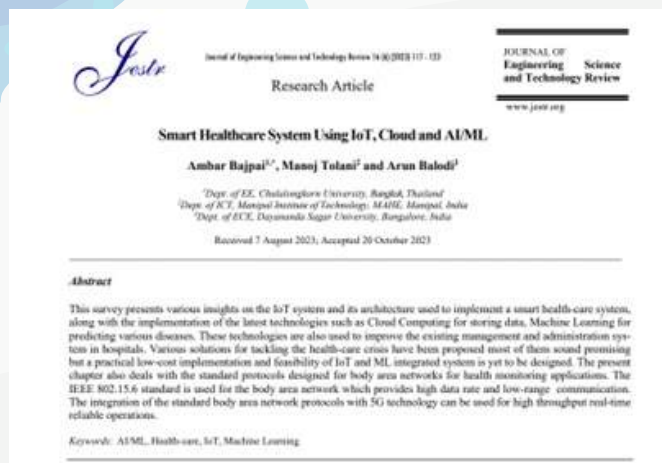 Jestr
Journal of Engineering Science and Technology Review 16 (6) (2023) 117 - 123
Research Article
JOURNAL OF
Engineering Science
and Technology Review
www.jestr.org
Smart Healthcare System Using IoT, Cloud and AI/ML
Ambar Bajpai1,*, Manoj Tolani2 and Arun Balodi3
1Dept. of EE, Chulalongkorn University, Bangkok, Thailand
2Dept. of ICT, Manipal Institute of Technology, MAHE, Manipal, India
3Dept. of ECE, Dayananda Sagar University, Bangalore, India
Received 7 August 2023; Accepted 20 October 2023
Abstract
This survey presents various insights on the IoT system and its architecture used to implement a smart health-care system,
along with the implementation of the latest technologies such as Cloud Computing for storing data, Machine Learning for
predicting various diseases. These technologies are also used to improve the existing management and administration sys-
tem in hospitals. Various solutions for tackling the health-care crisis have been proposed most of them sound promising
but a practical low-cost implementation and feasibility of IoT and ML integrated system is yet to be designed. The present
chapter also deals with the standard protocols designed for body area networks for health monitoring applications. The
IEEE 802.15.6 standard is used for the body area network which provides high data rate and low-range communication.
The integration of the standard body area network protocols with 5G technology can be used for high throughput real-time
reliable operations.
Keywords: AI/ML, Health-care, IoT, Machine Learning